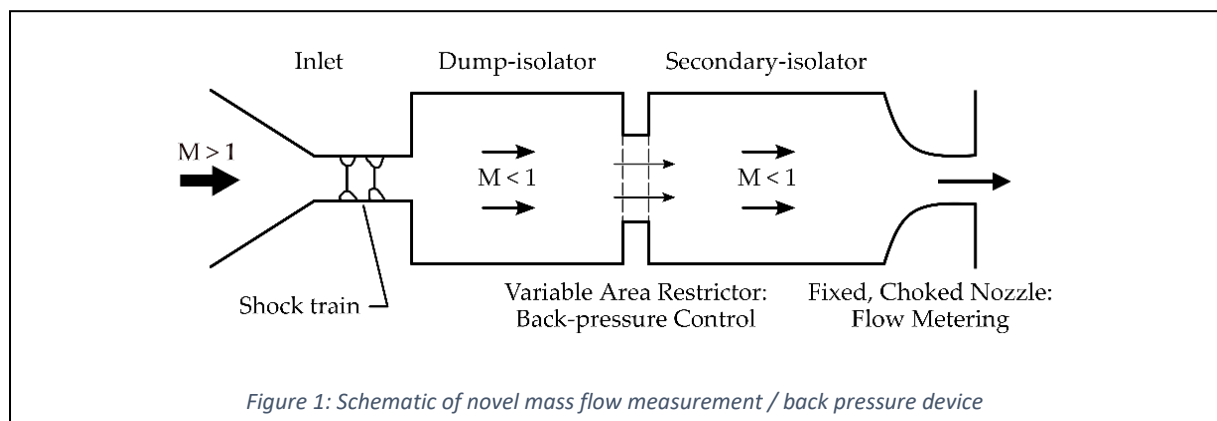 Inlet
Dump-isolator
Secondary-isolator
M > 1
M < 1
M < 1
Shock train
Variable Area Restrictor:
Back-pressure Control
Fixed, Choked Nozzle:
Flow Metering
Figure 1: Schematic of novel mass flow measurement / back pressure device